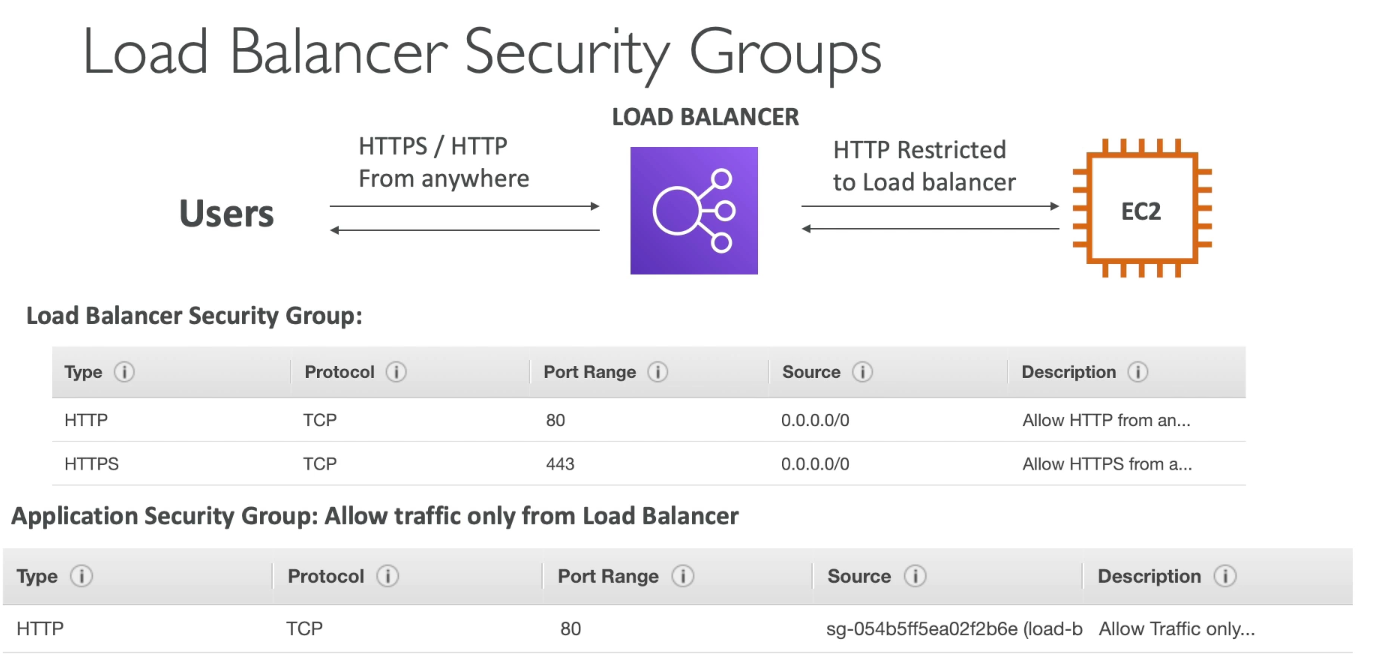 Load Balancer Security Groups
LOAD BALANCER
HTTPS / HTTP
From anywhere
HTTP Restricted
to Load balancer
Users
EC2
Load Balancer Security Group:
Type i Protocol i Port Range i Source i Description i
HTTP TCP 80 0.0.0.0/0 Allow HTTP from an...
HTTPS TCP 443 0.0.0.0/0 Allow HTTPS from a...
Application Security Group: Allow traffic only from Load Balancer
Type i Protocol i Port Range i Source i Description i
HTTP TCP 80 sg-054b5ff5ea02f2b6e (load-b Allow Traffic only...